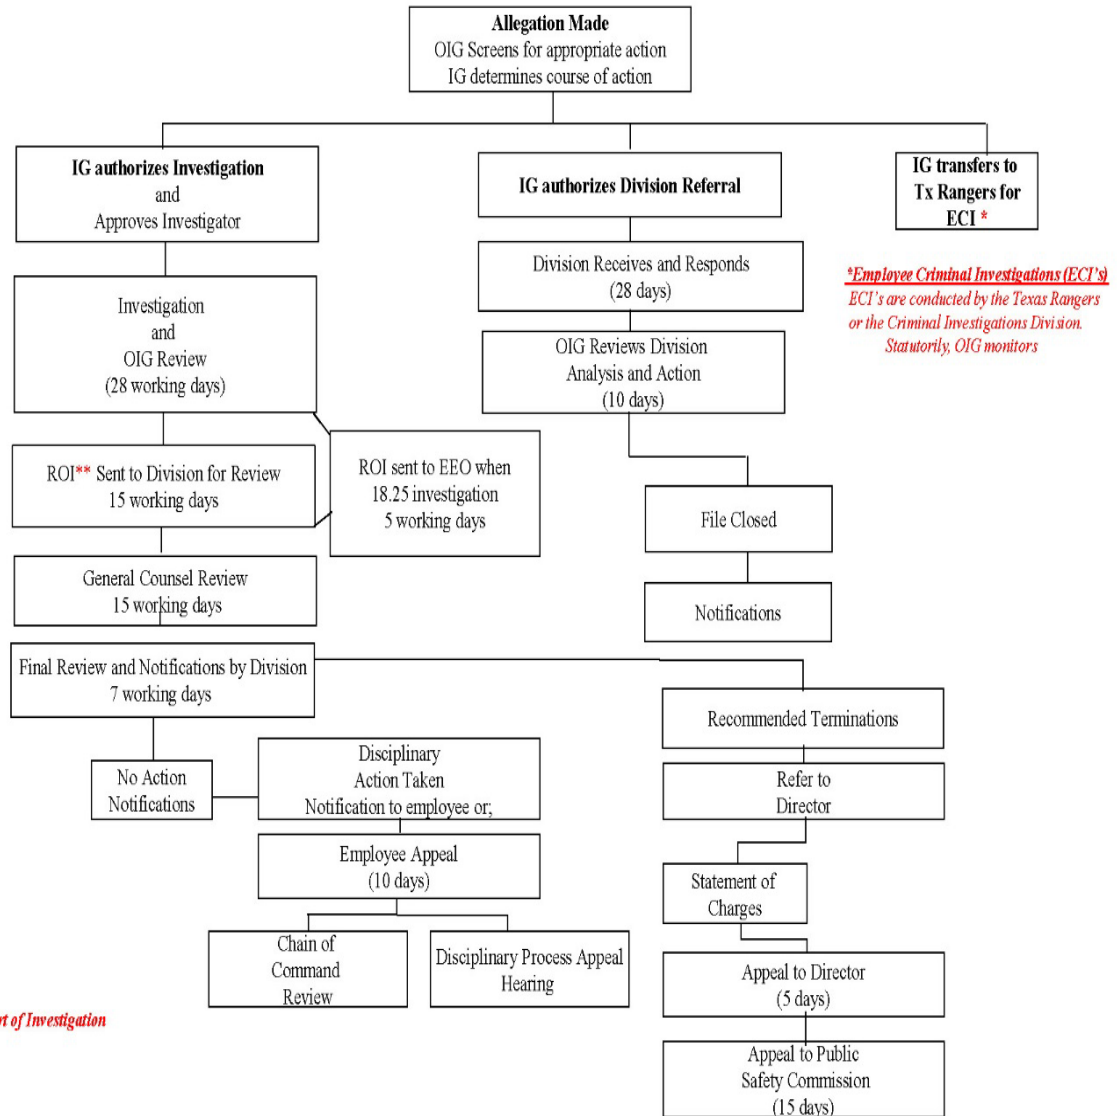 Allegation Made
OIG Screens for appropriate action
IG determines course of action
IG authorizes Investigation
and
Approves Investigator
IG authorizes Division Referral
IG transfers to
Tx Rangers for
ECI *
Division Receives and Responds
(28 days)
*Employee Criminal Investigations (ECI's)
ECI's are conducted by the Texas Rangers
or the Criminal Investigations Division.
Statutorily, OIG monitors
Investigation
and
OIG Review
(28 working days)
OIG Reviews Division
Analysis and Action
(10 days)
ROI** Sent to Division for Review
15 working days
ROI sent to EEO when
18.25 investigation
5 working days
File Closed
General Counsel Review
15 working days
Notifications
Final Review and Notifications by Division
7 working days
Recommended Terminations
No Action
Notifications
Disciplinary
Action Taken
Notification to employee or;
Refer to
Director
Employee Appeal
(10 days)
Statement of
Charges
Chain of
Command
Review
Disciplinary Process Appeal
Hearing
Appeal to Director
(5 days)
rt of Investigation
Appeal to Public
Safety Commission
(15 days)